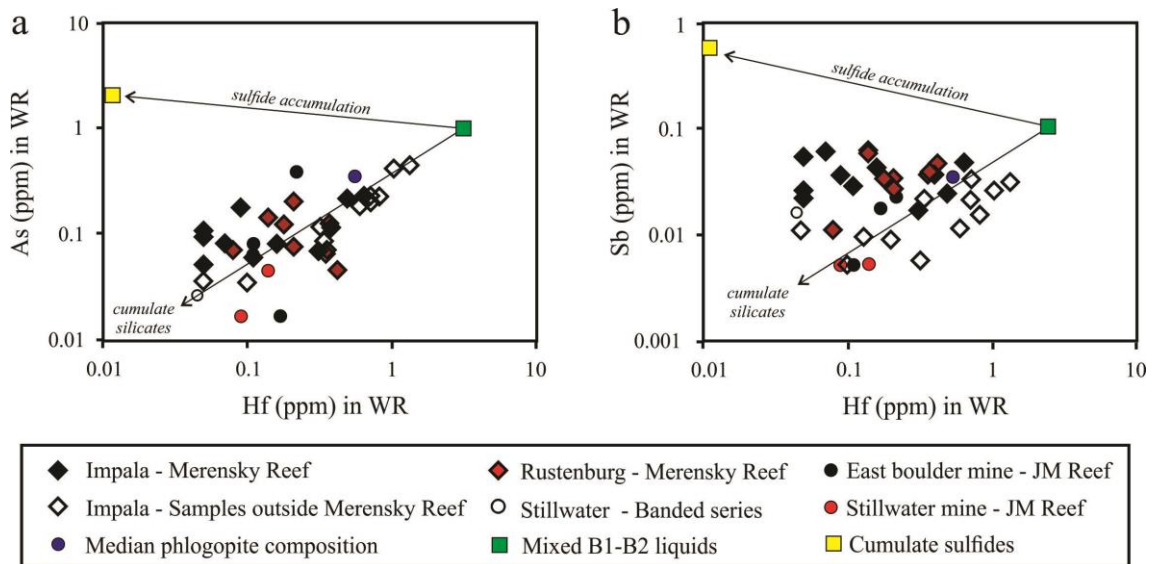 a
b
10
1
0.1
0.01
As (ppm) in WR
sulfide accumulation
cumulate
silicates
0.01
0.1
1
10
Hf (ppm) in WR
1
0.1
0.01
0.001
Sb (ppm) in WR
sulfide accumulation
cumulate
silicates
0.01
0.1
1
10
Hf (ppm) in WR
Impala - Merensky Reef
Rustenburg - Merensky Reef
East boulder mine - JM Reef
Impala - Samples outside Merensky Reef
Stillwater - Banded series
Stillwater mine - JM Reef
Median phlogopite composition
Mixed B1-B2 liquids
Cumulate sulfides